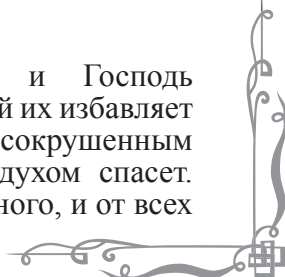 и Господь
й их избавляет
сокрушенным
духом спасет.
ного, и от всех